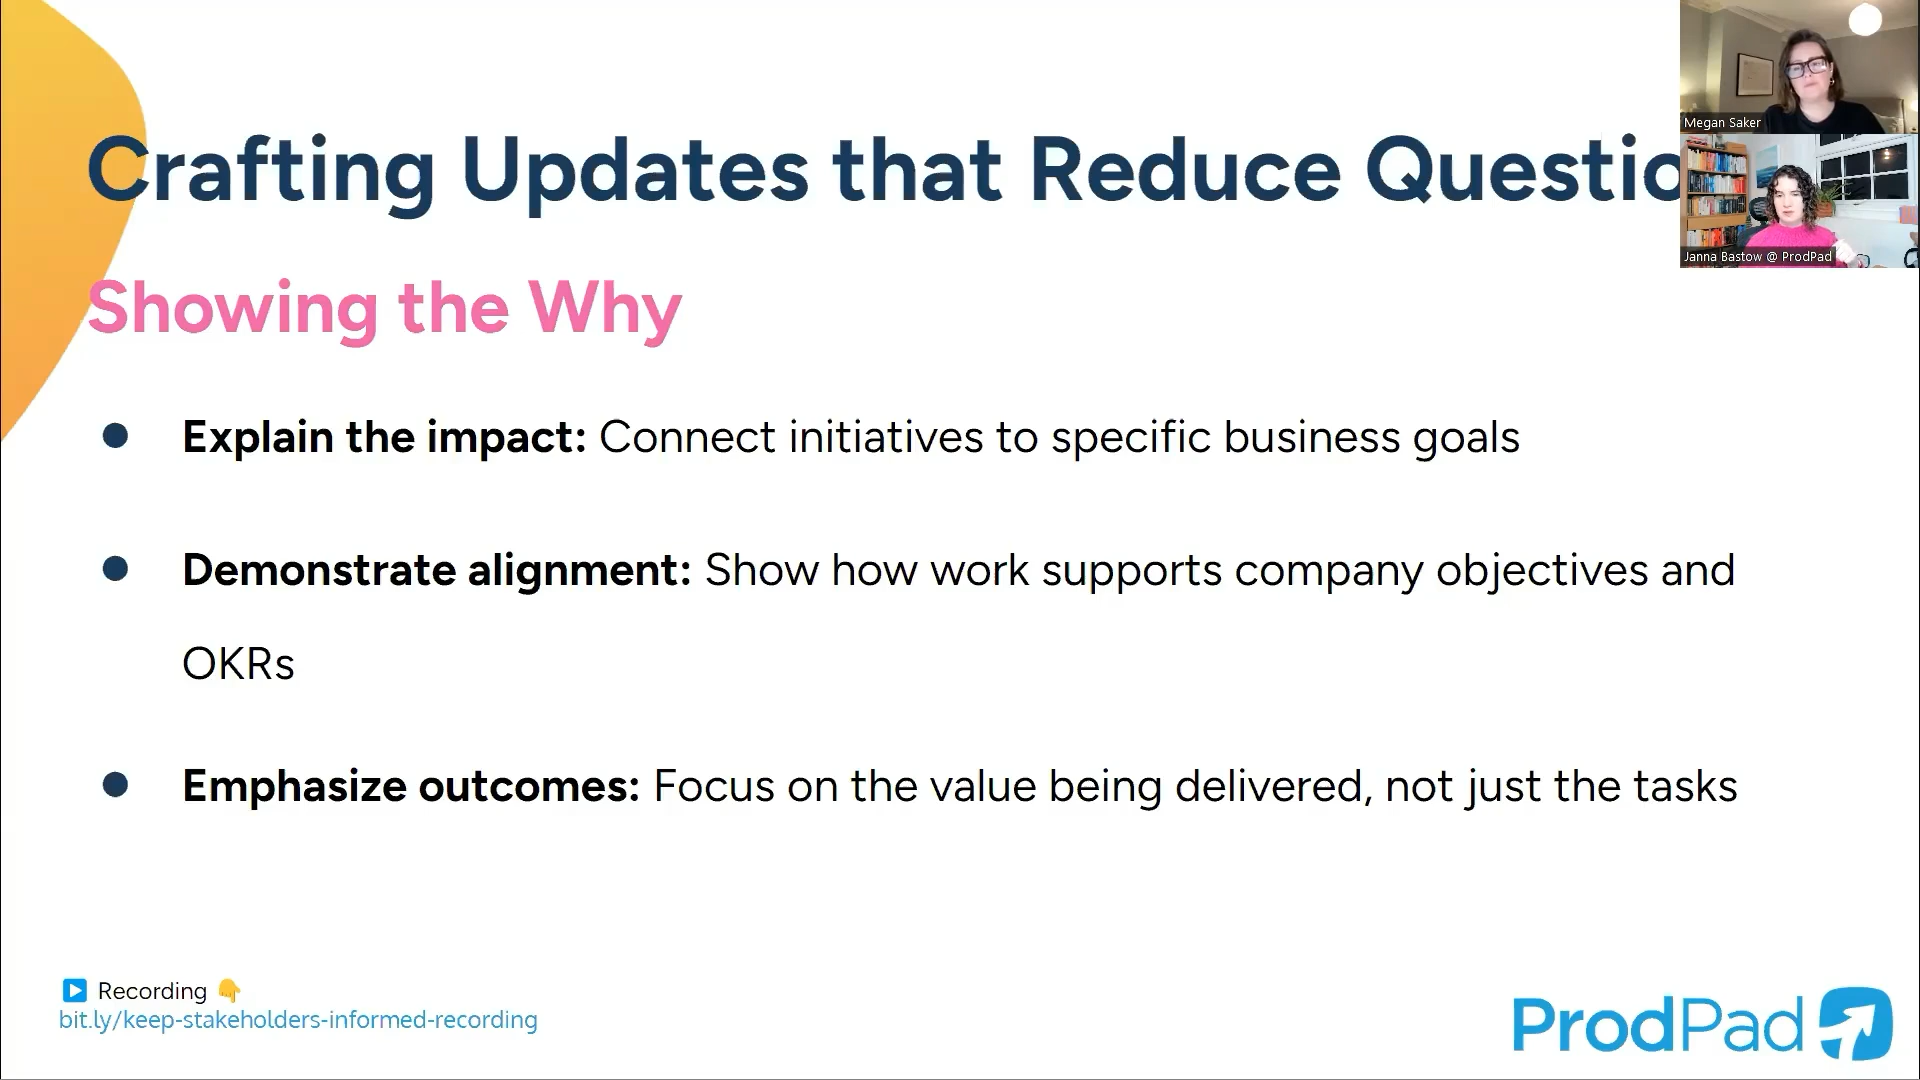 Crafting Updates that Reduce Questio
Megan Saker
Janna Bastow @ ProdPad
Showing the Why
● Explain the impact: Connect initiatives to specific business goals
● Demonstrate alignment: Show how work supports company objectives and
OKRs
● Emphasize outcomes: Focus on the value being delivered, not just the tasks
Recording
bit.ly/keep-stakeholders-informed-recording
ProdPad